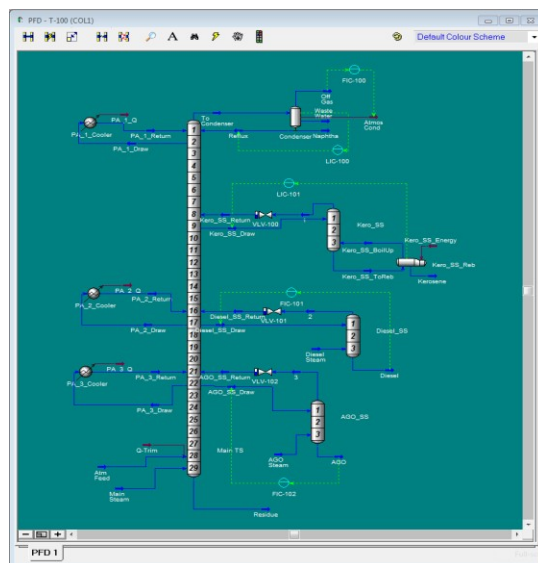 PFD - T-100 (COL1)
A
Default Colour Scheme
FIC-100
Off
Gas
To
Condenser
Waste
Water
PA_1_Q
PA_1_Cooler
PA_1_Return
PA_1_Draw
Reflux
Condenser
Naphtha
Atmos
Cond
LIC-100
1
2
3
4
5
6
7
8
9
10
11
12
13
14
15
16
17
18
19
20
21
22
23
24
25
26
27
28
29
LIC-101
Kero_SS_Return
VLV-100
1
Kero_SS_Draw
1
2
3
Kero_SS
Kero_SS_Energy
Kero_SS_BoilUp
Kero_SS_Reb
Kero_SS_ToReb
Kerosene
PA_2_Q
PA_2_Cooler
PA_2_Return
PA_2_Draw
FIC-101
Diesel_SS_Return
VLV-101
2
Diesel_SS_Draw
1
2
3
Diesel_SS
Diesel
Steam
Diesel
PA_3_Q
PA_3_Cooler
PA_3_Return
PA_3_Draw
AGO_SS_Return
VLV-102
3
AGO_SS_Draw
1
2
3
AGO_SS
Q-Trim
Main TS
AGO
Steam
AGO
Atm
Feed
Main
Steam
FIC-102
Residue
PFD 1